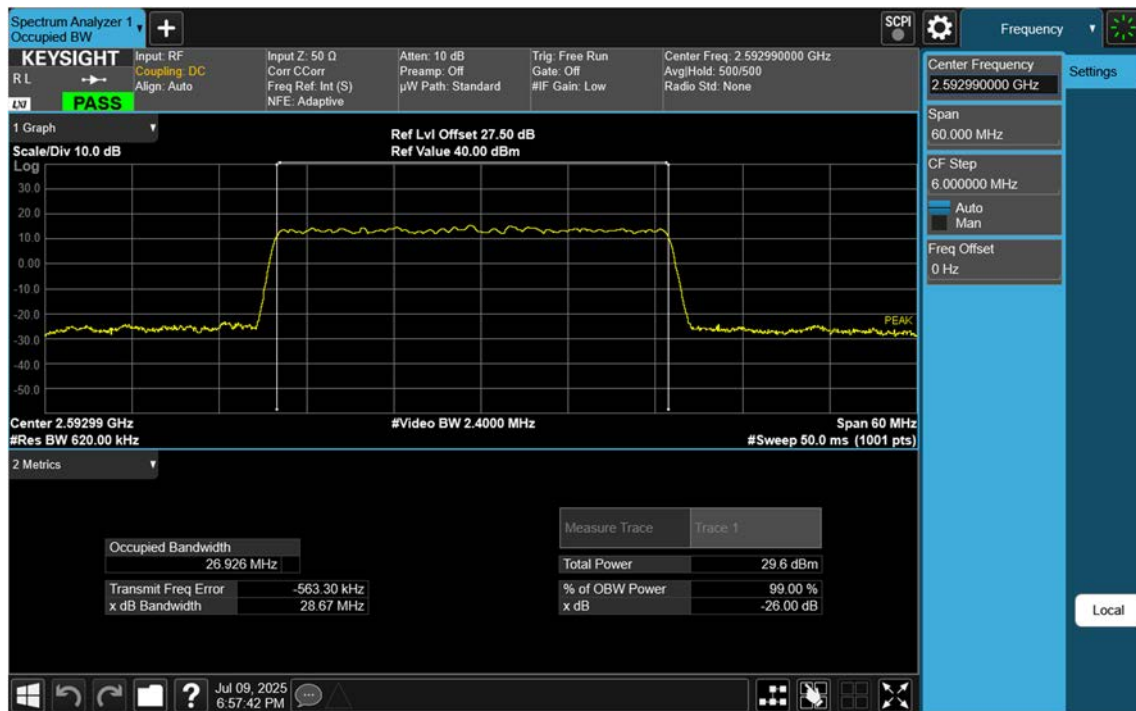 Spectrum Analyzer 1
Occupied BW
SCPI
Frequency
KEYSIGHT
R L
LXI
PASS
Input: RF
Coupling: DC
Align: Auto
Input Z: 50 Ω
Corr CCorr
Freq Ref: Int (S)
NFE: Adaptive
Atten: 10 dB
Preamp: Off
µW Path: Standard
Trig: Free Run
Gate: Off
#IF Gain: Low
Center Freq: 2.592990000 GHz
Avg|Hold: 500/500
Radio Std: None
Center Frequency
2.592990000 GHz
Settings
Span
60.000 MHz
CF Step
6.000000 MHz
Auto
Man
Freq Offset
0 Hz
Local
1 Graph
Scale/Div 10.0 dB
Ref Lvl Offset 27.50 dB
Ref Value 40.00 dBm
Log
30.0
20.0
10.0
0.00
-10.0
-20.0
-30.0
-40.0
-50.0
PEAK
Center 2.59299 GHz
#Video BW 2.4000 MHz
Span 60 MHz
#Res BW 620.00 kHz
#Sweep 50.0 ms (1001 pts)
2 Metrics
Measure Trace Trace 1
Occupied Bandwidth
26.926 MHz
Total Power 29.6 dBm
Transmit Freq Error -563.30 kHz
% of OBW Power 99.00 %
x dB Bandwidth 28.67 MHz
x dB -26.00 dB
?
Jul 09, 2025
6:57:42 PM